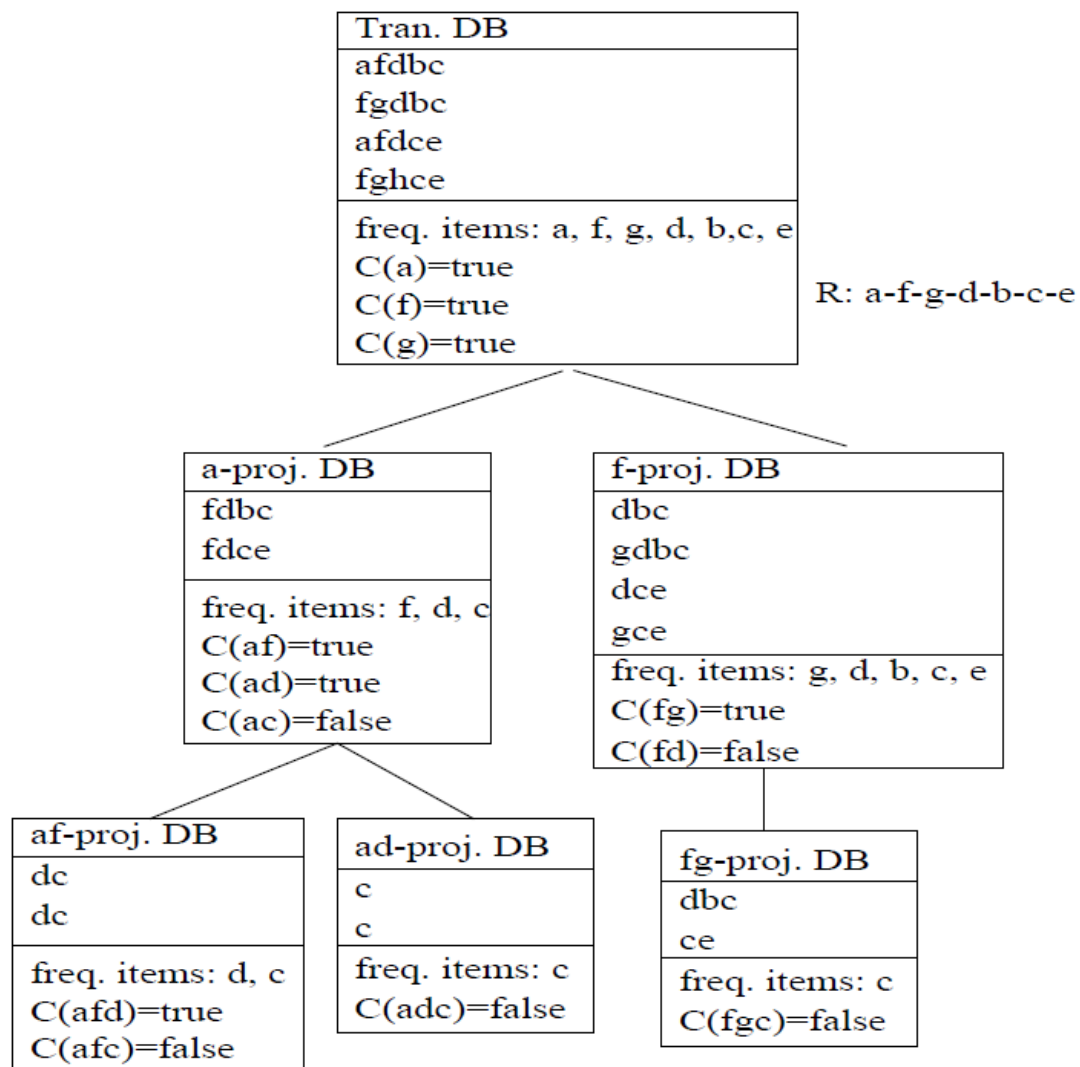 Tran. DB
afdbc
fgdbc
afdce
fghce
freq. items: a, f, g, d, b,c, e
C(a)=true
C(f)=true
C(g)=true
R: a-f-g-d-b-c-e
a-proj. DB
fdbc
fdce
freq. items: f, d, c
C(af)=true
C(ad)=true
C(ac)=false
f-proj. DB
dbc
gdbc
dce
gce
freq. items: g, d, b, c, e
C(fg)=true
C(fd)=false
af-proj. DB
dc
dc
freq. items: d, c
C(afd)=true
C(afc)=false
ad-proj. DB
c
c
freq. items: c
C(adc)=false
fg-proj. DB
dbc
ce
freq. items: c
C(fgc)=false